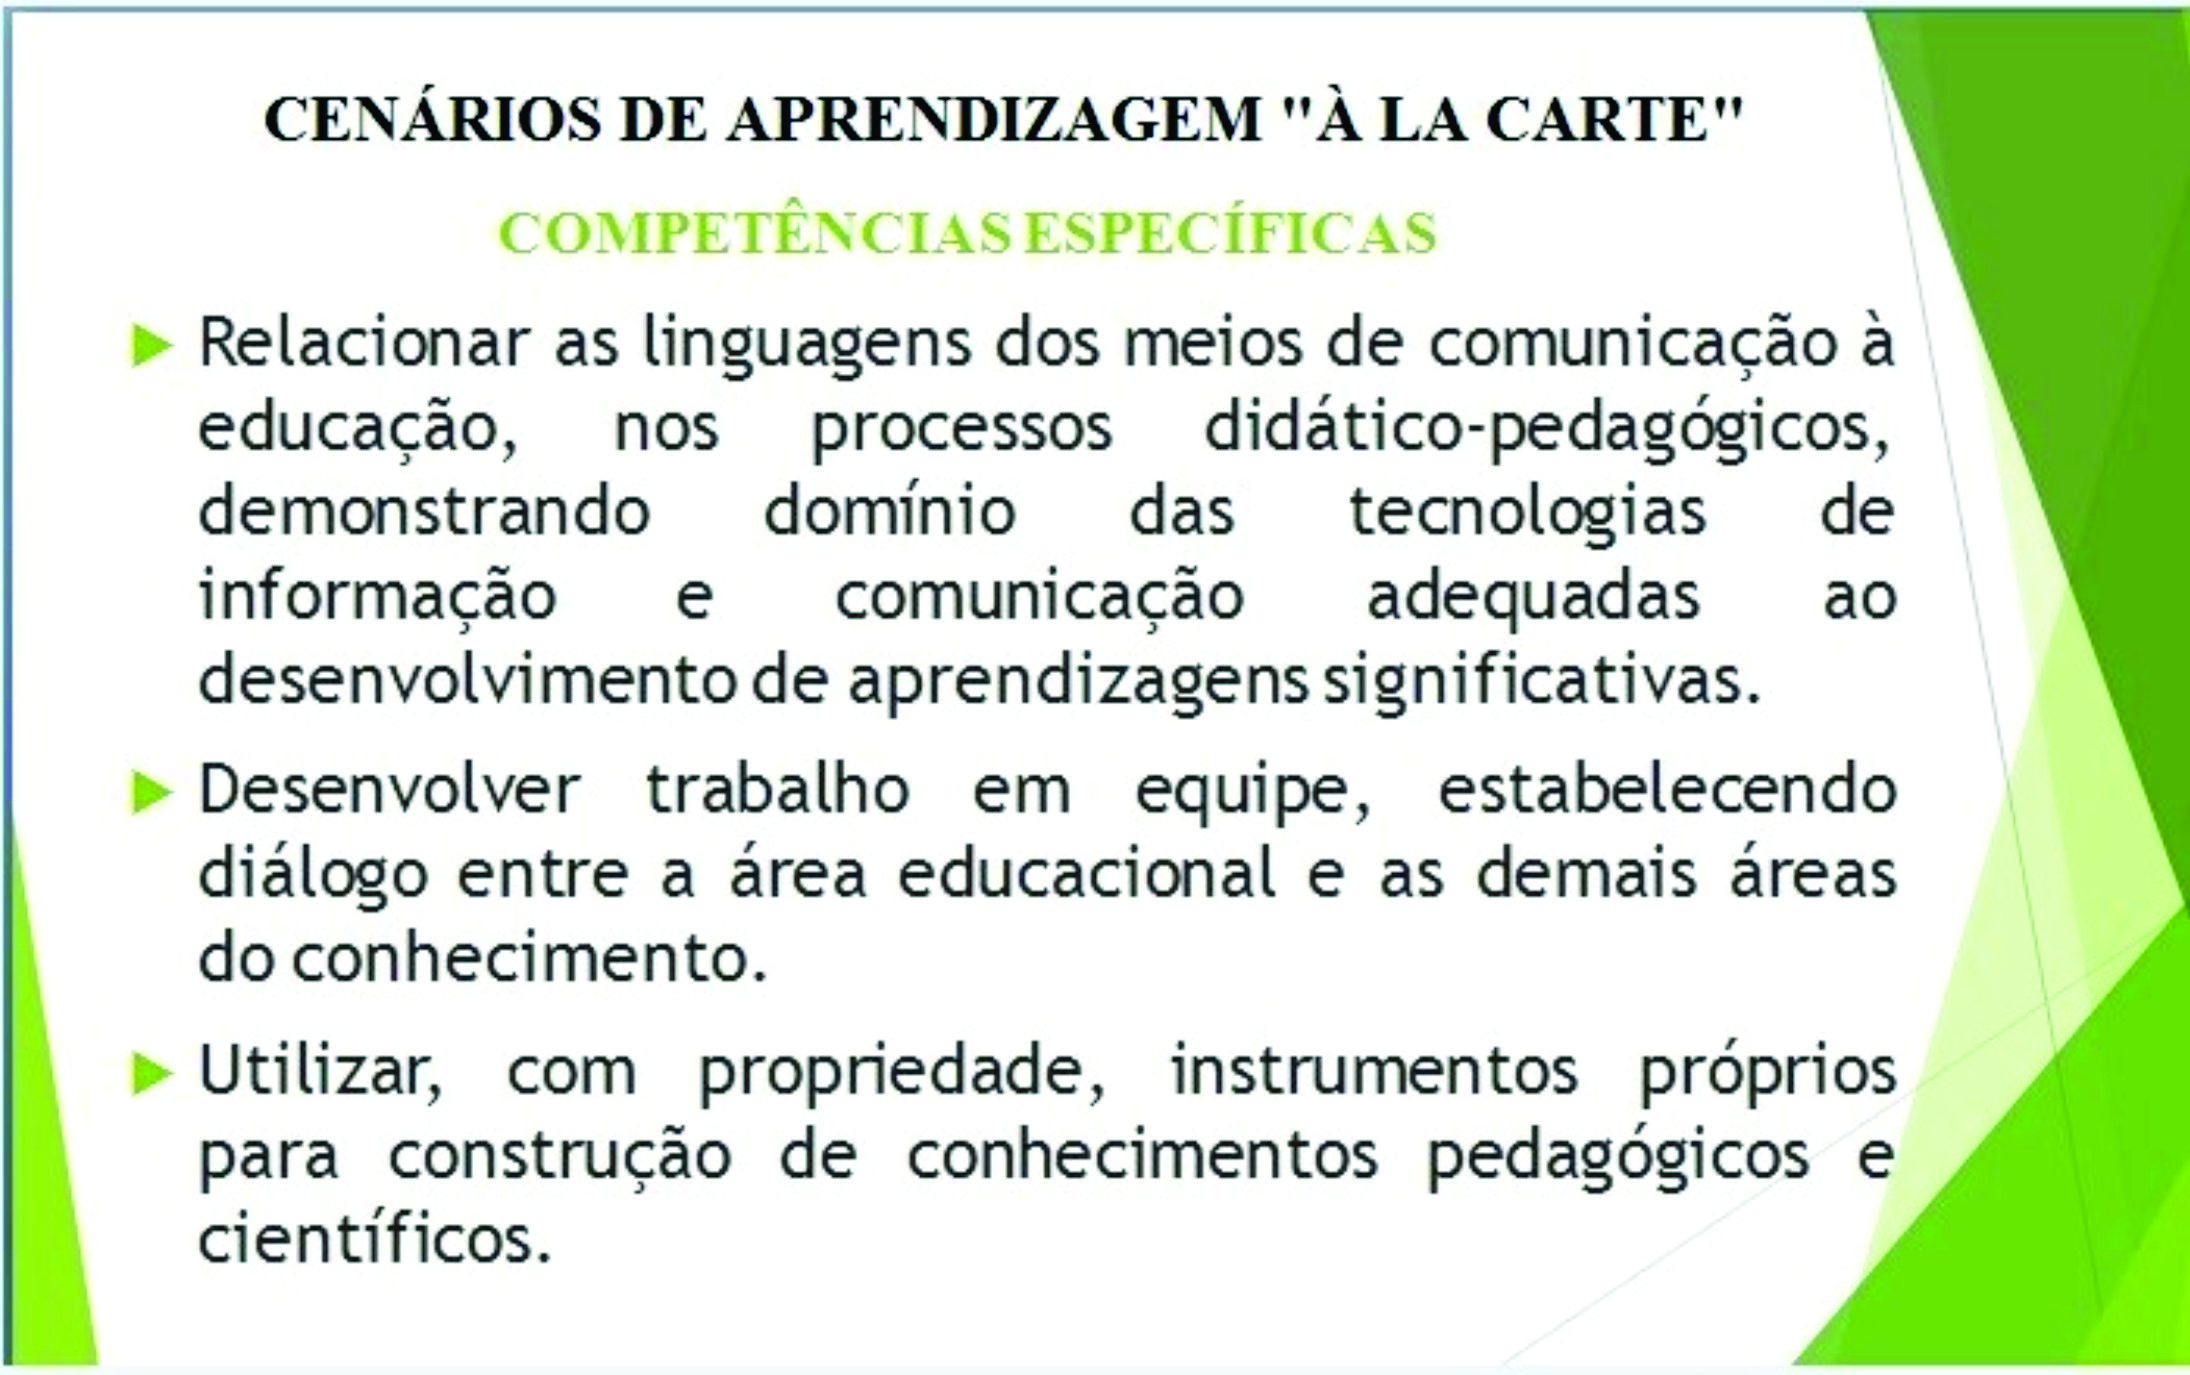 CENÁRIOS DE APRENDIZAGEM "À LA CARTE"
COMPETÊNCIAS ESPECÍFICAS
Relacionar as linguagens dos meios de comunicação à
educação, nos processos didático-pedagógicos,
demonstrando domínio das tecnologias de
informação e comunicação adequadas ao
desenvolvimento de aprendizagens significativas.
Desenvolver trabalho em equipe, estabelecendo
diálogo entre a área educacional e as demais áreas
do conhecimento.
Utilizar, com propriedade, instrumentos próprios
para construção de conhecimentos pedagógicos e
científicos.